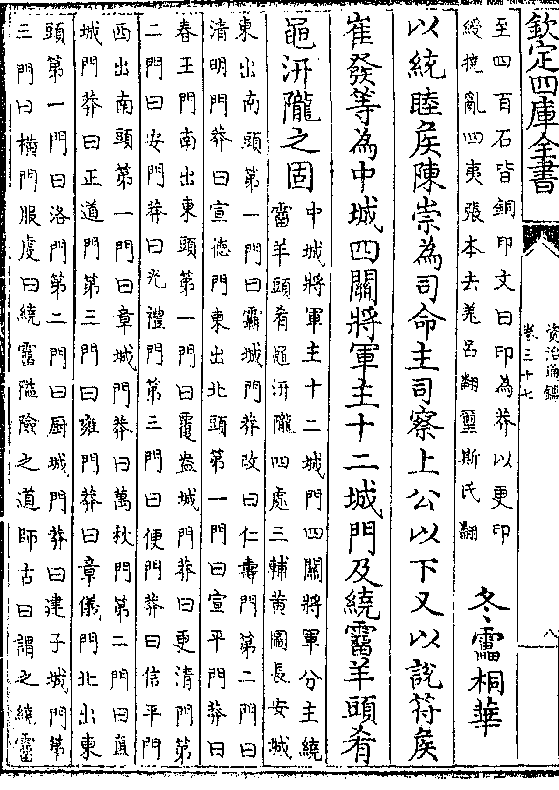 欽定四庫全書
資治通鑑
卷三十七
八
至四百石皆銅印文曰印為莽以更印
綬撓亂四夷張本去羗呂翻璽斯氏翻
冬靁桐華
以統睦矦陳崇為司命主司察上公以下又以說符矦
崔發等為中城四關將軍主十二城門及繞霤羊頭肴
黽汧隴之固
中城將軍主十二城門四關將軍分主繞
霤羊頭肴黽汧隴四處三輔黃圖長安城
東出南頭第一門曰霸城門莽改曰仁壽門第二門曰
清明門莽曰宣德門東出北頭第一門曰宣平門莽曰
春王門南出東頭第一門曰覆盎城門莽曰更清門第
二門曰安門莽曰光禮門第三門曰便門莽曰信平門
西出南頭第一門曰章城門莽曰萬秋門第二門曰直
城門莽曰正道門第三門曰雍門莽曰章儀門北出東
頭第一門曰洛門第二門曰厨城門莽曰建子城門第
三門曰橫門服虔曰繞霤隘險之道師古曰謂之繞霤